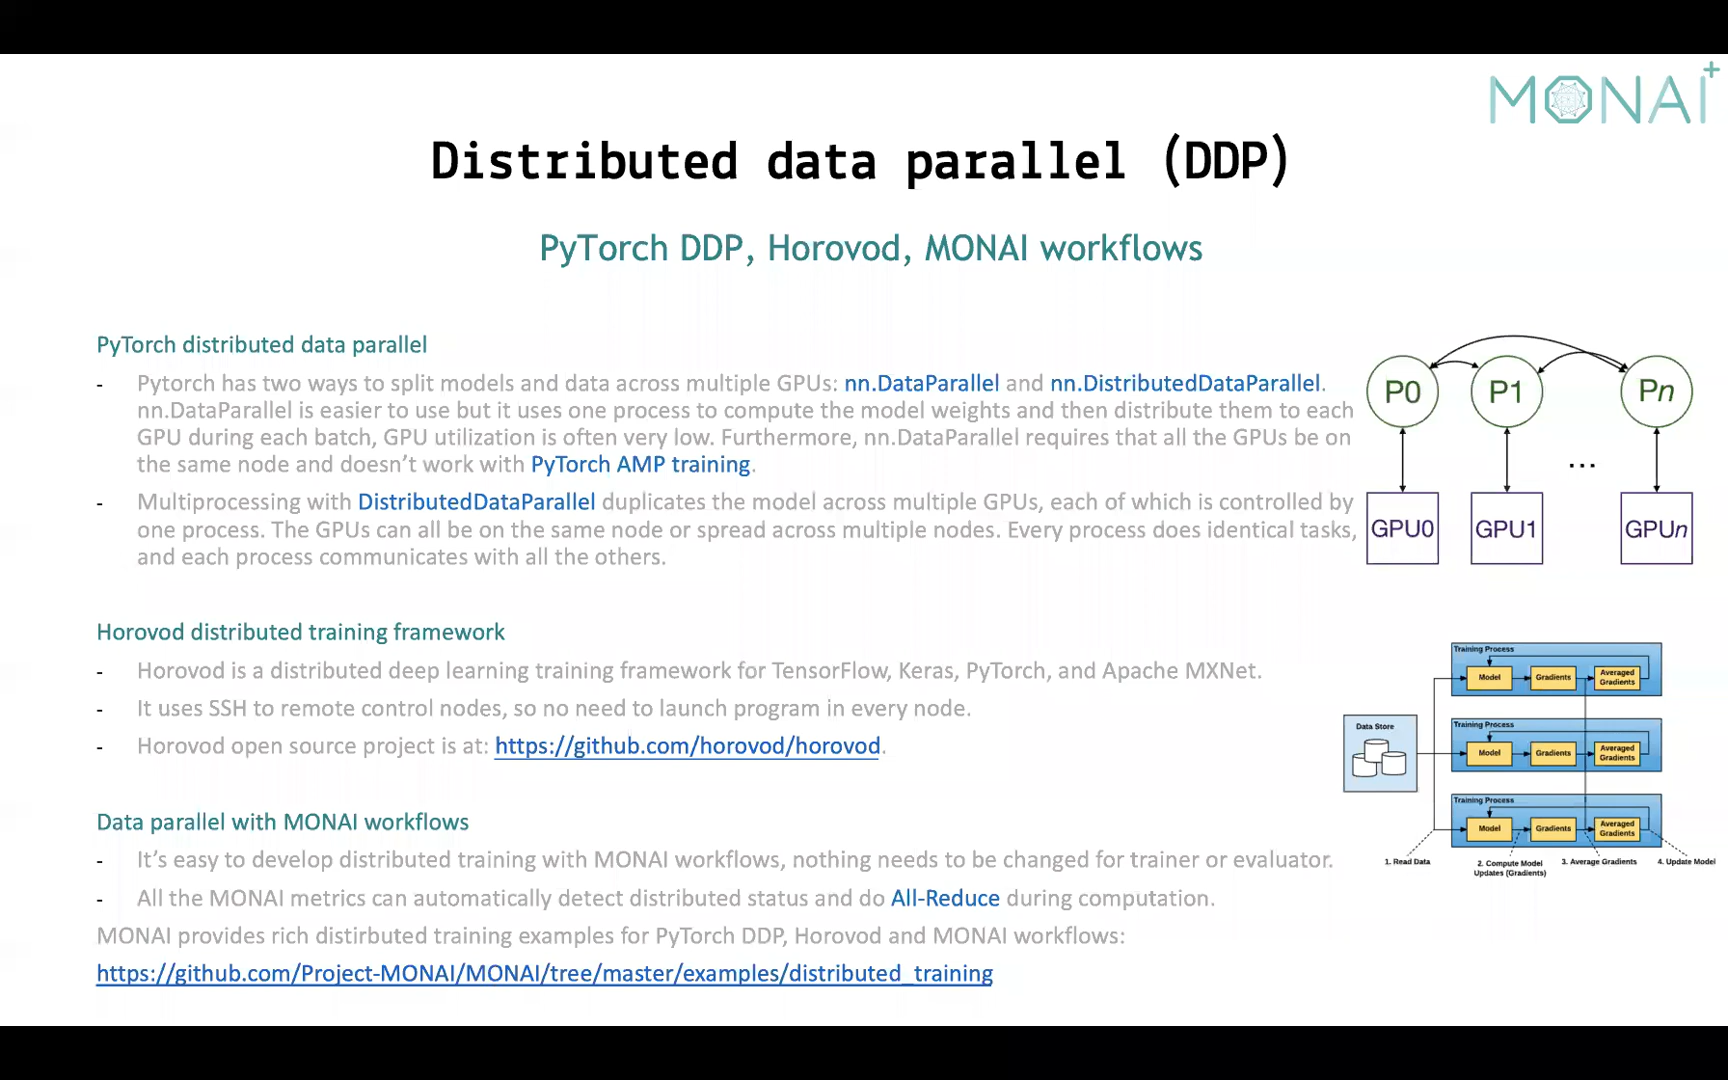 MONAI+
Distributed data parallel (DDP)
PyTorch DDP, Horovod, MONAI workflows
PyTorch distributed data parallel
- Pytorch has two ways to split models and data across multiple GPUs: nn.DataParallel and nn.DistributedDataParallel.
nn.DataParallel is easier to use but it uses one process to compute the model weights and then distribute them to each
GPU during each batch, GPU utilization is often very low. Furthermore, nn.DataParallel requires that all the GPUs be on
the same node and doesn't work with PyTorch AMP training.
- Multiprocessing with DistributedDataParallel duplicates the model across multiple GPUs, each of which is controlled by
one process. The GPUs can all be on the same node or spread across multiple nodes. Every process does identical tasks,
and each process communicates with all the others.
P0 P1 Pn
...
GPU0 GPU1 GPUn
Horovod distributed training framework
- Horovod is a distributed deep learning training framework for TensorFlow, Keras, PyTorch, and Apache MXNet.
- It uses SSH to remote control nodes, so no need to launch program in every node.
- Horovod open source project is at: https://github.com/horovod/horovod.
Data parallel with MONAI workflows
- It's easy to develop distributed training with MONAI workflows, nothing needs to be changed for trainer or evaluator.
- All the MONAI metrics can automatically detect distributed status and do All-Reduce during computation.
MONAI provides rich distirbuted training examples for PyTorch DDP, Horovod and MONAI workflows:
https://github.com/Project-MONAI/MONAI/tree/master/examples/distributed_training
Data Store
Training Process
Model Gradients Averaged
Gradients
Training Process
Model Gradients Averaged
Gradients
Training Process
Model Gradients Averaged
Gradients
1. Read Data
2. Compute Model
Updates (Gradients)
3. Average Gradients
4. Update Model